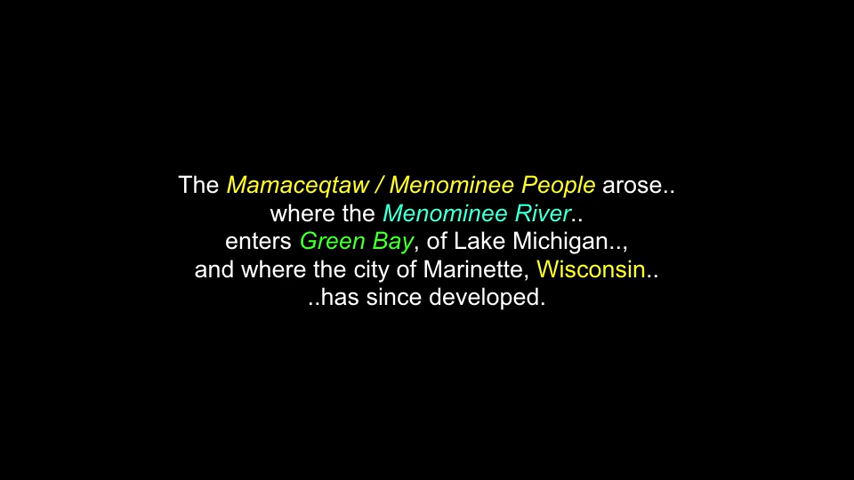 The Mamaceqtaw / Menominee People arose..
where the Menominee River..
enters Green Bay, of Lake Michigan..,
and where the city of Marinette, Wisconsin..
..has since developed.